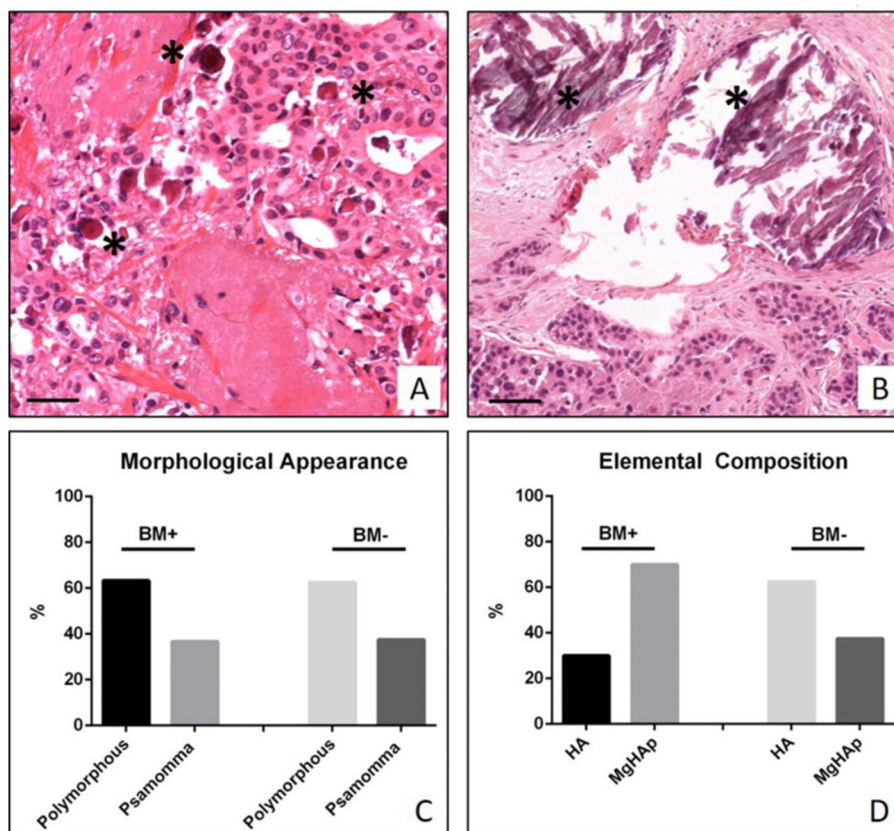 *
*
*
A
*
*
B
Morphological Appearance
100
80
60
40
20
0
%
BM+
BM-
Polymorphous
Psamomma
Polymorphous
Psamomma
C
Elemental Composition
100
80
60
40
20
0
%
BM+
BM-
HA
MgHAp
HA
MgHAp
D